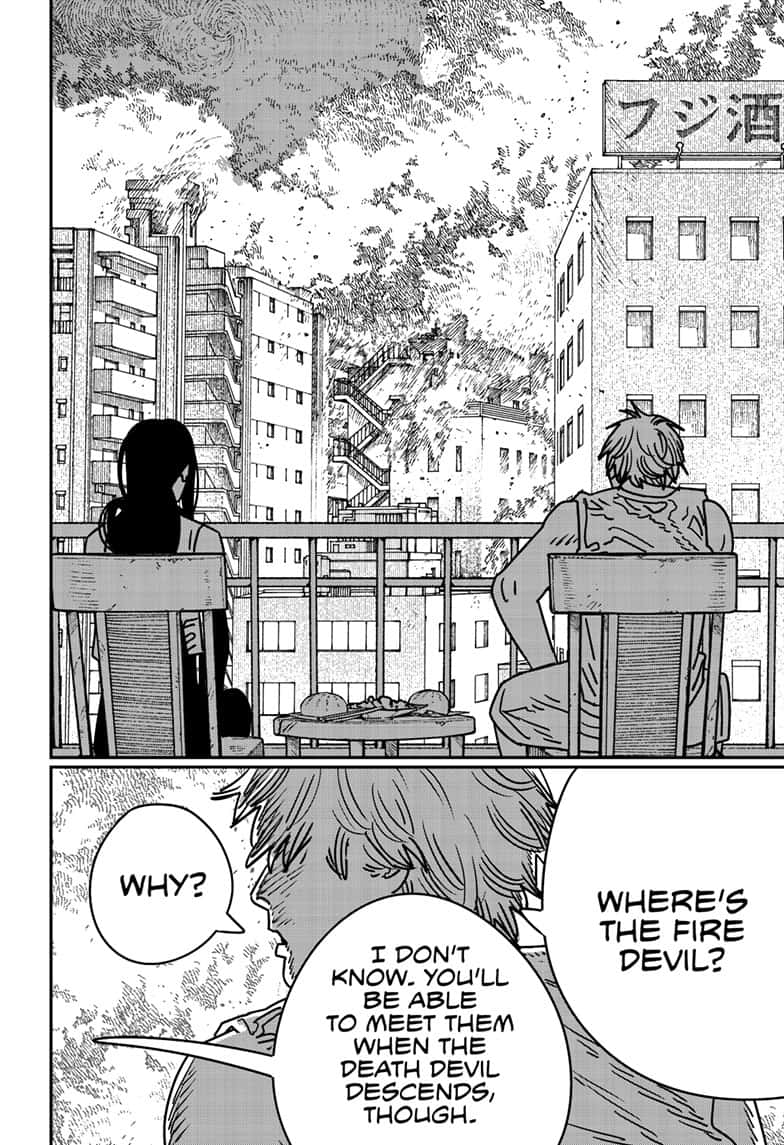 フジ酒
WHERE'S
THE FIRE
DEVIL?
I DON'T
KNOW. YOU'LL
BE ABLE
TO MEET THEM
WHEN THE
DEATH DEVIL
DESCENDS,
THOUGH.
WHY?